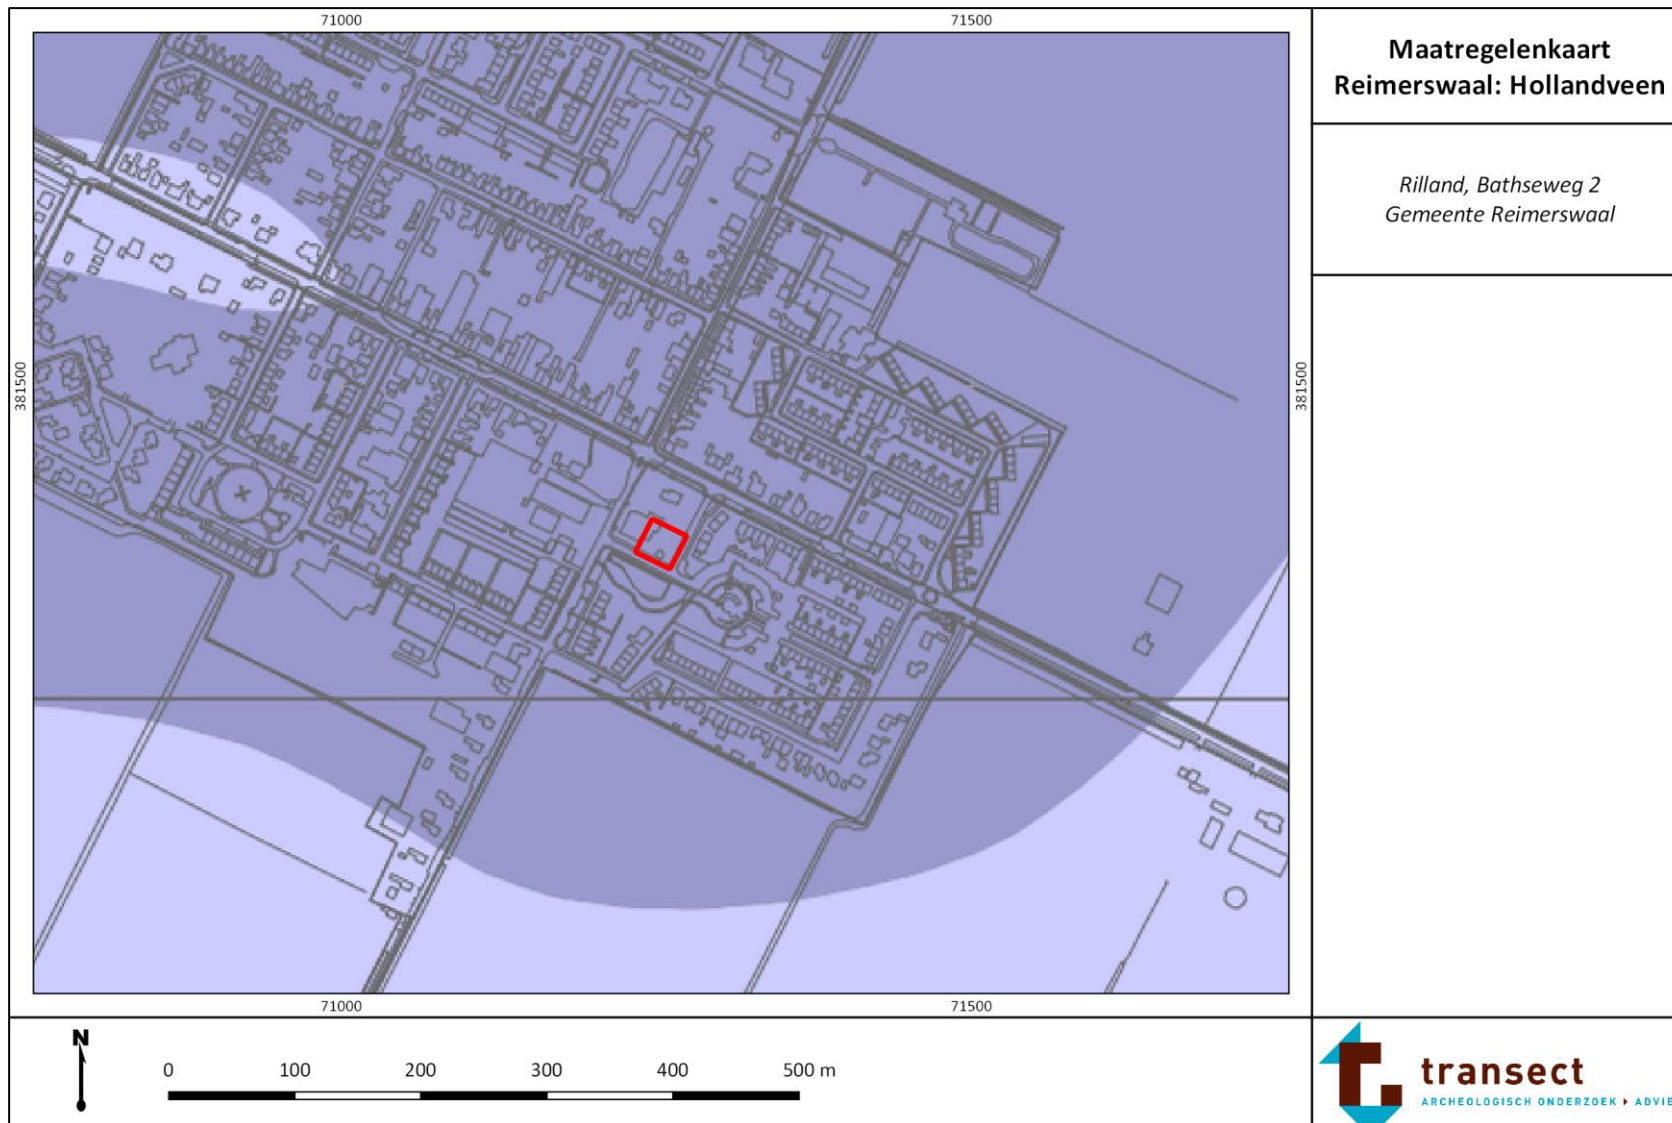 71000
71500
Maatregelenkaart
Reimerswaal: Hollandveen
Rilland, Bathseweg 2
Gemeente Reimerswaal
381500
381500
71000
71500
N
0 100 200 300 400 500 m
transect
ARCHEOLOGISCH ONDERZOEK ADVIE